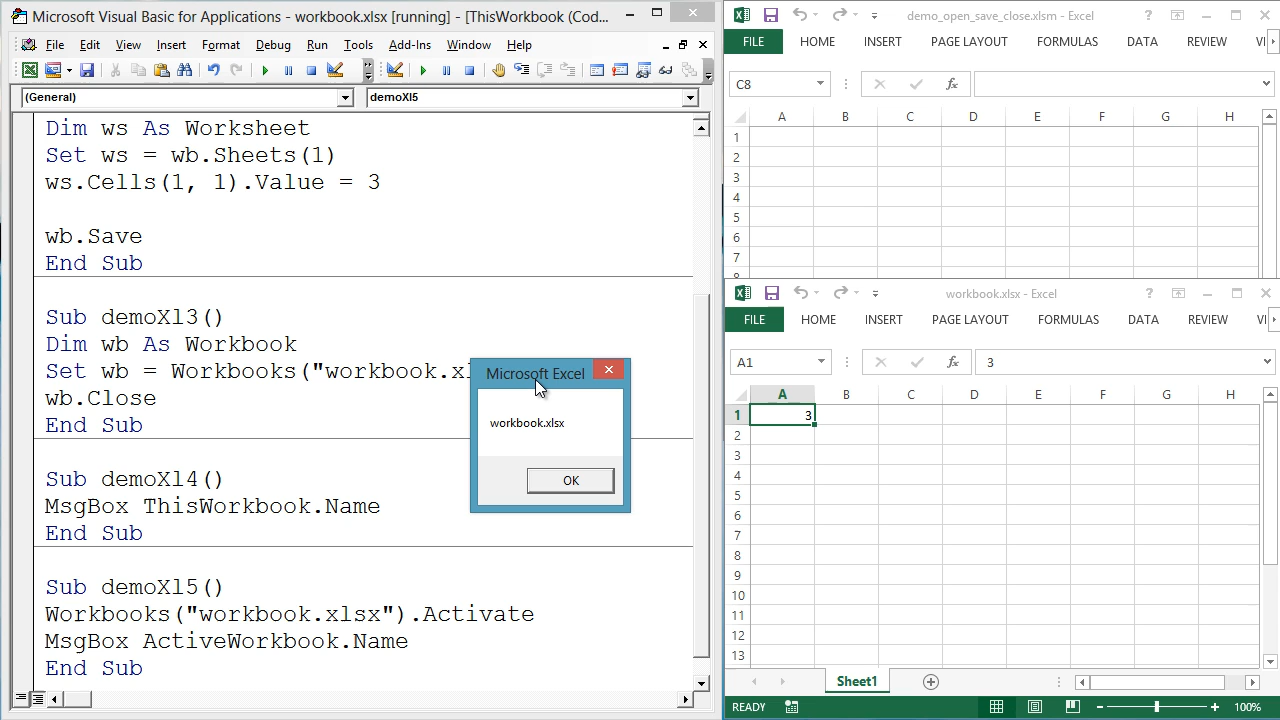 Microsoft Visual Basic for Applications - workbook.xlsx [running] - [ThisWorkbook (Cod...
File Edit View Insert Format Debug Run Tools Add-Ins Window Help
(General) demoXl5
Dim ws As Worksheet
Set ws = wb.Sheets(1)
ws.Cells(1, 1).Value = 3
wb.Save
End Sub
Sub demoXl3()
Dim wb As Workbook
Set wb = Workbooks("workbook.xl
wb.Close
End Sub
Sub demoXl4()
MsgBox ThisWorkbook.Name
End Sub
Sub demoXl5()
Workbooks("workbook.xlsx").Activate
MsgBox ActiveWorkbook.Name
End Sub
Microsoft Excel
workbook.xlsx
OK
demo_open_save_close.xlsm - Excel
FILE HOME INSERT PAGE LAYOUT FORMULAS DATA REVIEW VI
C8 fx
A B C D E F G H
1
2
3
4
5
6
7
8
workbook.xlsx - Excel
FILE HOME INSERT PAGE LAYOUT FORMULAS DATA REVIEW VI
A1 fx 3
A B C D E F G H
1 3
2
3
4
5
6
7
8
9
10
11
12
13
Sheet1
READY 100%